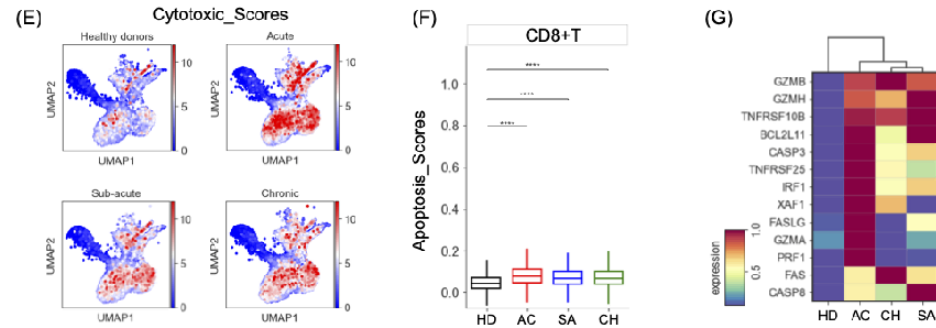 (E)
Cytotoxic_Scores
Healthy donors
Acute
UMAP2
10
5
0
UMAP1
UMAP2
10
5
0
UMAP1
Sub-acute
Chronic
UMAP2
10
5
0
UMAP1
UMAP2
10
5
0
UMAP1
(F)
CD8+T
Apoptosis_Scores
1.0
0.8
0.6
0.4
0.2
0.0
HD AC SA CH
(G)
GZMB
GZMH
TNFRSF10B
BCL2L11
CASP3
TNFRSF25
IRF1
XAF1
FASLG
GZMA
PRF1
FAS
CASP8
expression
1.0
0.5
HD AC CH SA